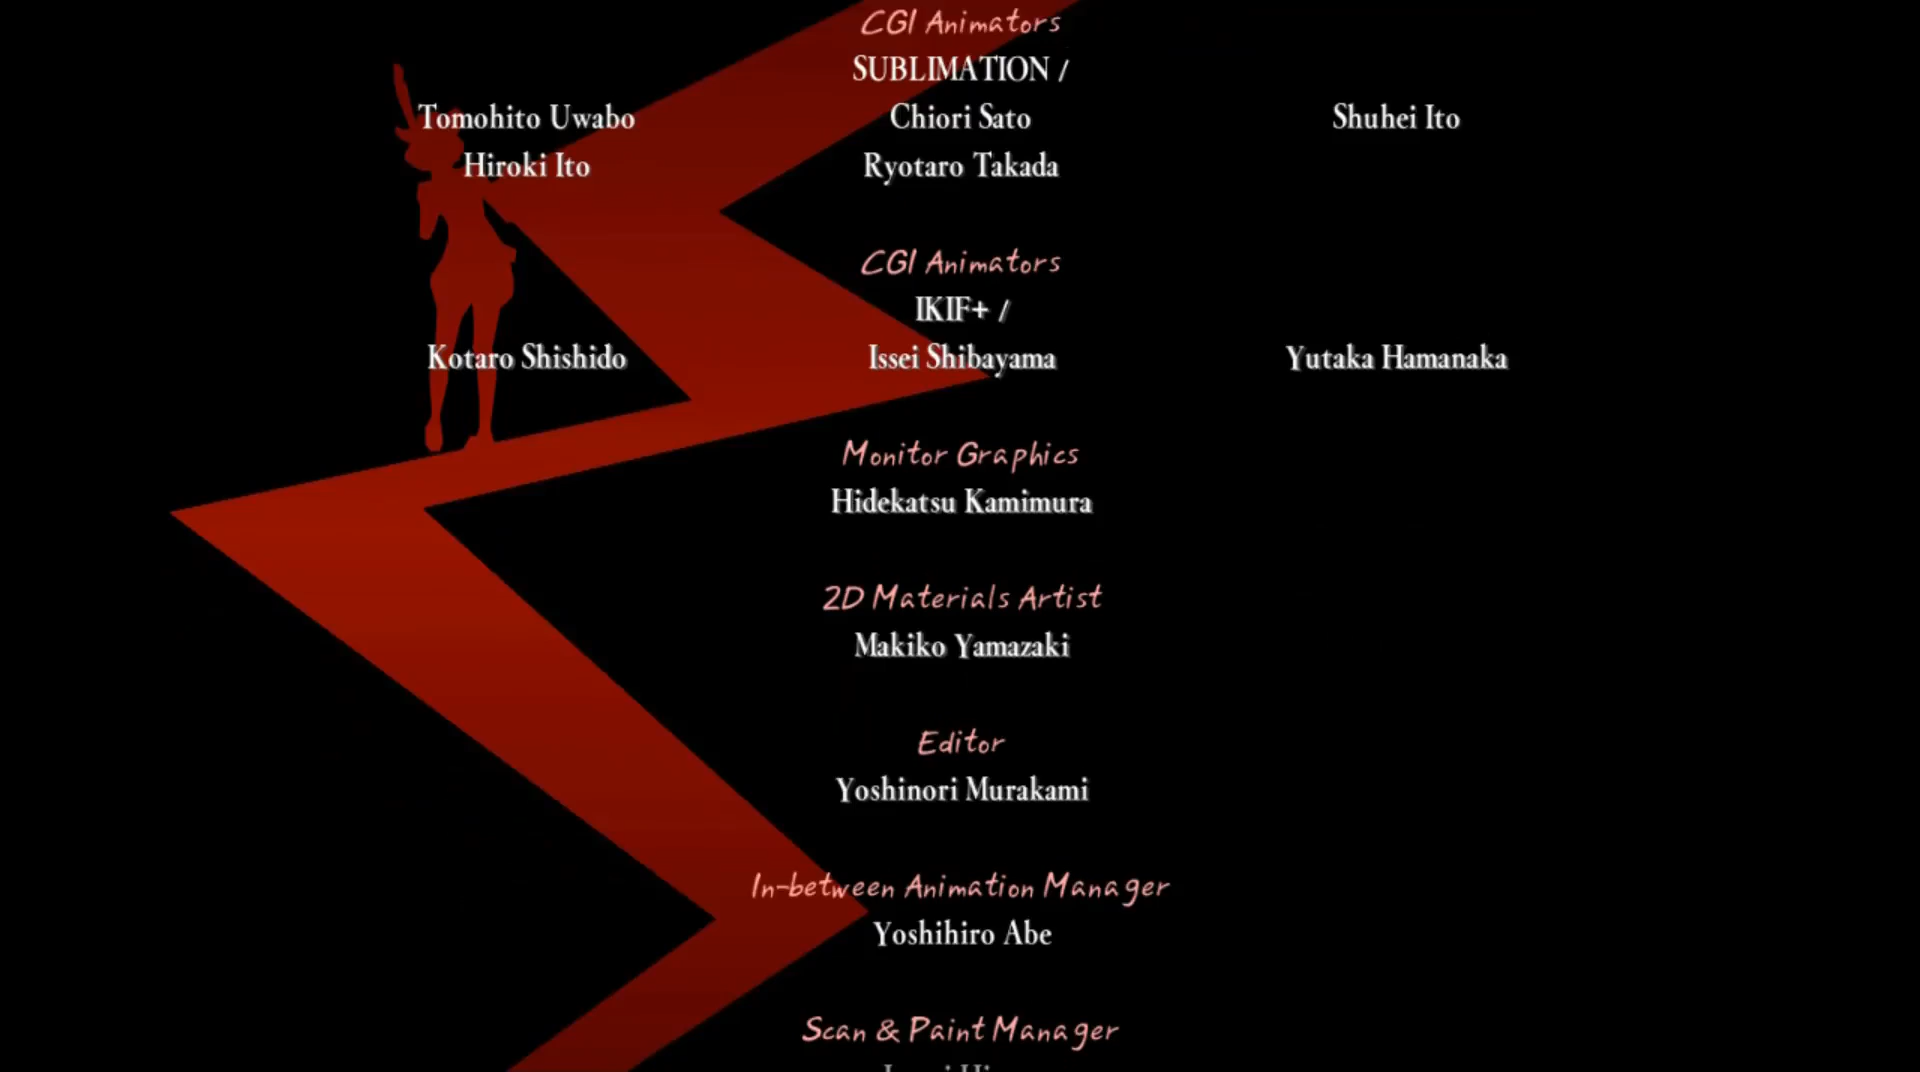 CGI Animators
SUBLIMATION /
Tomohito Uwabo Chiori Sato Shuhei Ito
Hiroki Ito Ryotaro Takada
CGI Animators
IKIF+ /
Kotaro Shishido Issei Shibayama Yutaka Hamanaka
Monitor Graphics
Hidekatsu Kamimura
2D Materials Artist
Makiko Yamazaki
Editor
Yoshinori Murakami
In-between Animation Manager
Yoshihiro Abe
Scan & Paint Manager